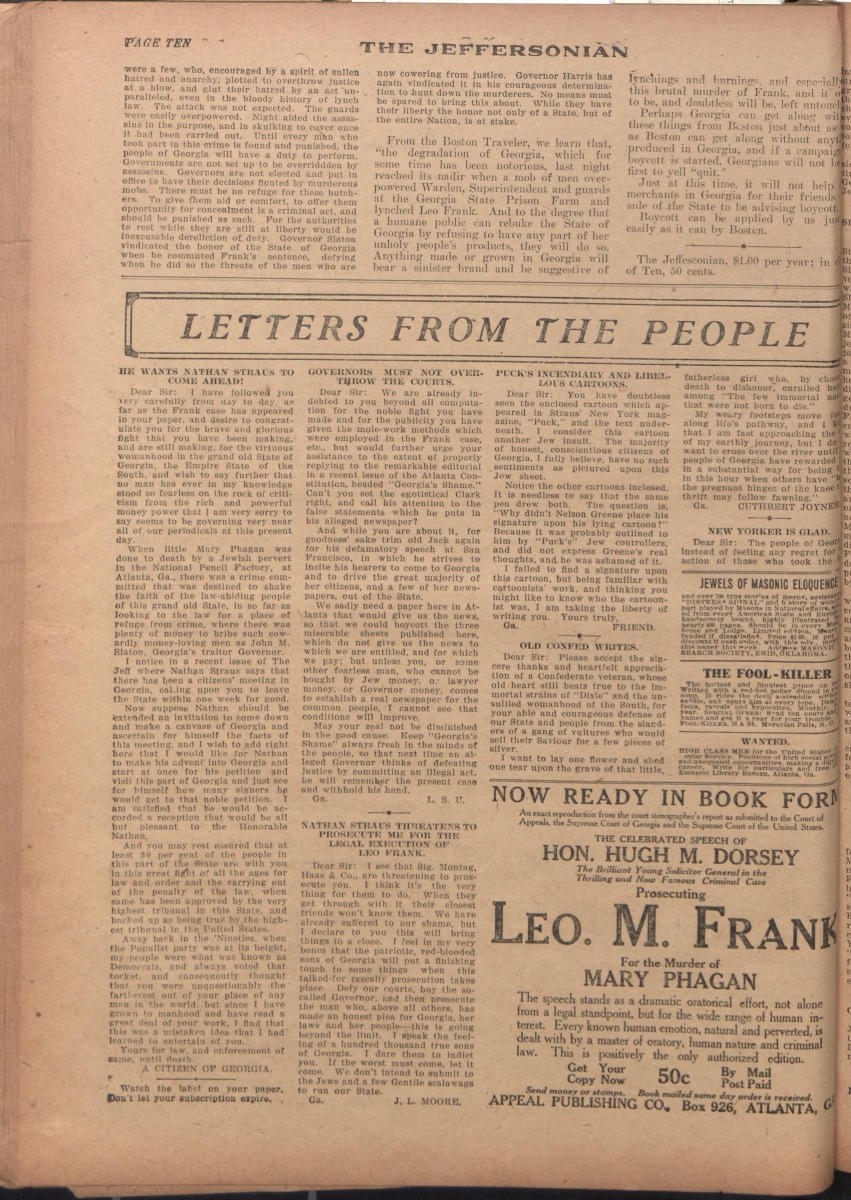 PAGE TEN
THE JEFFERSONIAN
were a few, who, encouraged by a spirit of sullen
hatred and anarchy, plotted to overthrow justice
at a blow, and glut their hatred by an act un-
paralleled, even in the bloody history of lynch
law. The attack was not expected. The guards
were easily overpowered. Night aided the assas-
sins in the purpose, and in skulking to cover once
it had been carried out. Until every man who
took part in this crime is found and punished, the
people of Georgia will have a duty to perform.
Governments are not set up to be overridden by
assassins. Governors are not elected and put in
office to have their decisions flouted by murderous
mobs. There must be no refuge for these butch-
ers. To give them aid or comfort, to offer them
opportunity for concealment is a criminal act, and
should be punished as such. For the authorities
to rest while they are still at liberty would be
inexcusable dereliction of duty. Governor Slaton
vindicated the honor of the State of Georgia
when he commuted Frank's sentence, defying
when he did so the threats of the men who are
now cowering from justice. Governor Harris has
again vindicated it in his courageous determina-
tion to hunt down the murderers. No means must
be spared to bring this about. While they have
their liberty the honor not only of a State, but of
the entire Nation, is at stake.
From the Boston Traveler, we learn that,
"the degradation of Georgia, which for
some time has been notorious, last night
reached its nadir when a mob of men over-
powered Warden, Superintendent and guards
at the Georgia State Prison Farm and
lynched Leo Frank. And to the degree that
a humane public can rebuke the State of
Georgia by refusing to have any part of her
unholy people's products, they will do so.
Anything made or grown in Georgia will
bear a sinister brand and be suggestive of
lynchings and burnings, and especially
this brutal murder of Frank, and it
to be, and doubtless will, be left
Perhaps Georgia can get along
these things from Boston just about as
as Boston can get along without
produced in Georgia, and if a
boycott is started, Georgians will not
first to yell "quit."
Just at this time, it will not help
merchants in Georgia for their friends
side of the State to be advising boycott.
Boycott can be applied by us
easily as it can by Boston.
The Jeffesconian, $1.00 per year; in
of Ten, 50 cents.
LETTERS FROM THE PEOPLE
HE WANTS NATHAN STRAUS TO
COME AHEAD!
Dear Sir: I have followed you
very carefully from day to day, as
far as the Frank case has appeared
in your paper, and desire to congrat-
ulate you for the brave and glorious
fight that you have been making,
and are still making, for the virtuous
womanhood in the grand old State of
Georgia, the Empire State of the
South, and wish to say further that
no man has ever in my knowledge
stood so fearless on the rock of criti-
cism from the rich and powerful
money power that I am very sorry to
say seems to be governing very near
all of our periodicals at this present
day.
When little Mary Phagan was
done to death by a Jewish pervert
in the National Pencil Factory, at
Atlanta, Ga., there was a crime com-
mitted that was destined to shake
the faith of the law-abiding people
of this grand old State, in so far as
looking to the law for a place of
refuge from crime, where there was
plenty of money to bribe such cow-
ardly money-loving men as John M.
Slaton, Georgia's traitor Governor.
I notice in a recent issue of The
Jeff where Nathan Straus says that
there has been a citizens' meeting in
Georgia, calling upon you to leave
the State within one week for good.
Now suppose Nathan should be
extended an invitation to come down
and make a canvass of Georgia and
ascertain for himself the facts of
this meeting, and I wish to add right
here that I would like for Nathan
to make his advent into Georgia and
start at once for his petition and
visit this part of Georgia and just see
for himself how many signers he
would get to that noble petition. I
am satisfied that he would be ac-
corded a reception that would be all
but pleasant to the Honorable
Nathan.
And you may rest assured that at
least 90 per cent of the people in
this part of the State are with you
in this great fight of all the ages for
law and order and the carrying out
of the penalty of the law, when
same has been approved by the very
highest tribunal in this State, and
backed up as being true by the high-
est tribunal in the United States.
Away back in the 'Nineties, when
the Populist party was at its height,
my people were what was known as
Democrats, and always voted that
ticket, and consequently thought
that you were unquestionably the
fartherest out of your place of any
man in the world, but since I have
grown to manhood and have read a
great deal of your work, I find that
this was a mistaken idea that I had
learned to entertain of you.
Yours for law, and enforcement of
same, until death.
A CITIZEN OF GEORGIA.
Watch the label on your paper.
Don't let your subscription expire.
GOVERNORS MUST NOT OVER-
THROW THE COURTS.
Dear Sir: We are already in-
debted to you beyond all computa-
tion for the noble fight you have
made and for the publicity you have
given the mole-work methods which
were employed in the Frank case,
etc., but would further urge your
assistance to the extent of properly
replying to the remarkable editorial
in a recent issue of the Atlanta Con-
stitution, headed "Georgia's Shame."
Can't you set the egotistical Clark
right, and call his attention to the
false statements which he puts in
his alleged newspaper?
And while you are about it, for
goodness' sake trim old Jack again
for his defamatory speech at San
Francisco, in which he strives to
incite his hearers to come to Georgia
and to drive the great majority of
her citizens, and a few of her news-
papers, out of the State.
We sadly need a paper here in At-
lanta that would give us the news,
so that we could boycott the three
miserable sheets published here,
which do not give us the news to
which we are entitled, and for which
we pay; but unless you, or some
other fearless man, who cannot be
bought by Jew money, or lawyer
money, or Governor money, comes
to establish a real newspaper for the
common people, I cannot see that
conditions will improve.
May your zeal not be diminished
in the good cause. Keep "Georgia's
Shame" always fresh in the minds of
the people, so that next time an al-
leged Governor thinks of defeating
justice by committing an illegal act,
he will remember the present case
and withhold his hand.
Ga. L. S. U.
NATHAN STRAUS THREATENS TO
PROSECUTE ME FOR THE
LEGAL EXECUTION OF
LEO FRANK.
Dear Sir: I see that Sig. Montag,
Haas & Co., are threatening to pros-
ecute you. I think it's the very
thing for them to do. When they
get through with it their closest
friends won't know them. We have
already suffered to our shame, but
I declare to you this will bring
things to a close. I feel in my very
bones that the patriotic, red-blooded
sons of Georgia will put a finishing
touch to some things when this
talked-for rascally prosecution takes
place. Defy our courts, buy the so-
called Governor, and then prosecute
the man who, above all others, has
made an honest plea for Georgia, her
laws and her people—this is going
beyond the limit. I speak the feel-
ing of a hundred thousand true sons
of Georgia. I dare them to indict
you. If the worst must come, let it
come. We don't intend to submit to
the Jews and a few Gentile scalawags
to run our State.
Ga. J. L. MOORE.
PUCK'S INCENDIARY AND LIBEL-
LOUS CARTOONS.
Dear Sir: You have doubtless
seen the enclosed cartoon which ap-
peared in Straus' New York mag-
azine, "Puck," and the text under-
neath. I consider this cartoon
another Jew insult. The majority
of honest, conscientious citizens of
Georgia, I fully believe, have no such
sentiments as pictured upon this
Jew sheet.
Notice the other cartoons inclosed.
It is needless to say that the same
pen drew both. The question is,
"Why didn't Nelson Greene place his
signature upon his lying cartoon?"
Because it was probably outlined to
him by "Puck's" Jew controllers,
and did not express Greene's real
thoughts, and he was ashamed of it.
I failed to find a signature upon
this cartoon, but being familiar with
cartoonists' work, and thinking you
might like to know who the cartoon-
ist was, I am taking the liberty of
writing you. Yours truly,
Ga. FRIEND.
OLD CONFED WRITES.
Dear Sir: Please accept the sin-
cere thanks and heartfelt apprecia-
tion of a Confederate veteran, whose
old heart still beats true to the im-
mortal strains of "Dixie" and the un-
sullied womanhood of the South, for
your able and courageous defense of
our State and people from the sland-
ers of a gang of vultures who would
sell their Saviour for a few pieces of
silver.
I want to lay one flower and shed
one tear upon the grave of that little,
fatherless girl who, by
death to dishonor, enrolled
among "The few immortal
that were not born to die."
My weary footsteps move
along life's pathway, and I
that I am fast approaching the
of my earthly journey, but I do
want to cross over the river until
people of Georgia have rewarded
in a substantial way for being
in this hour when others have
the pregnant hinges of the knee
thrift may follow fawning."
Ga. CUTHBERT JOYNER
NEW YORKER IS GLAD.
Dear Sir: The people of
instead of feeling any regret for
action of those who took the
JEWELS OF MASONIC ELOQUENCE
SEARCH SOCIETY, ENID, OKLAHOMA.
THE FOOL-KILLER
The hottest and funniest paper on
Written with a red-hot poker dipped in
WANTED.
HIGH CLASS MEN for the United States
Esoteric Library Bureau, Atlanta, Ga.
NOW READY IN BOOK FORM
An exact reproduction from the court stenographer's report as submitted to the Court of
Appeals, the Supreme Court of Georgia and the Supreme Court of the United States.
THE CELEBRATED SPEECH OF
HON. HUGH M. DORSEY
The Brilliant Young Solicitor General in the
Thrilling and Now Famous Criminal Case
Prosecuting
LEO. M. FRANK
For the Murder of
MARY PHAGAN
The speech stands as a dramatic oratorical effort, not alone
from a legal standpoint, but for the wide range of human in-
terest. Every known human emotion, natural and perverted, is
dealt with by a master of oratory, human nature and criminal
law. This is positively the only authorized edition.
Get Your
Copy Now
50c
By Mail
Post Paid
Send money or stamps. Book mailed same day order is received.
APPEAL PUBLISHING CO., Box 926, ATLANTA,